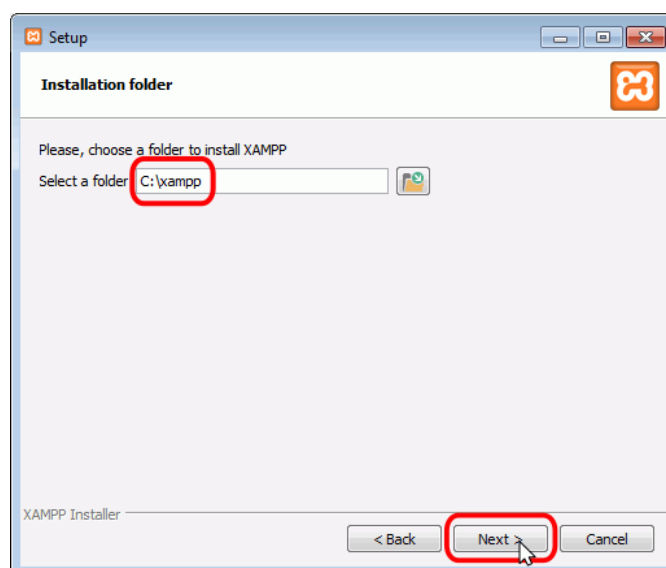 Setup
Installation folder
Please, choose a folder to install XAMPP
Select a folder C:\xampp
XAMPP Installer
< Back Next > Cancel